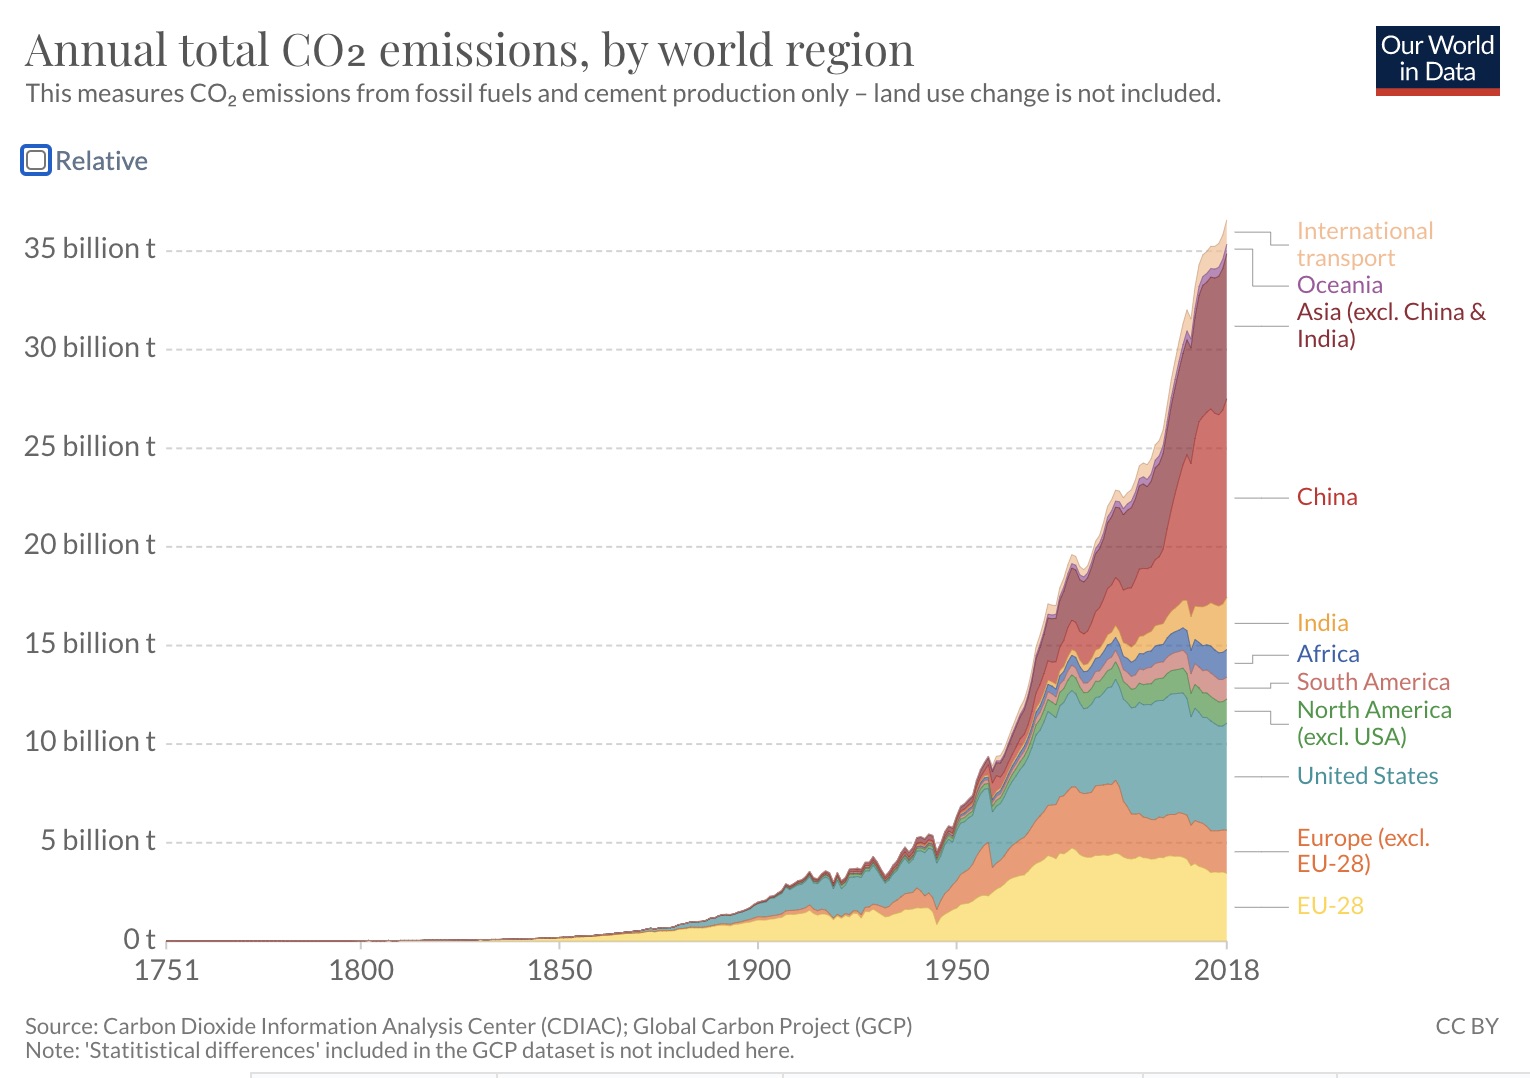 Annual total CO₂ emissions, by world region
Our World
in Data
This measures CO₂ emissions from fossil fuels and cement production only – land use change is not included.
Relative
35 billion t
30 billion t
25 billion t
20 billion t
15 billion t
10 billion t
5 billion t
0 t
International
transport
Oceania
Asia (excl. China &
India)
China
India
Africa
South America
North America
(excl. USA)
United States
Europe (excl.
EU-28)
EU-28
1751
1800
1850
1900
1950
2018
Source: Carbon Dioxide Information Analysis Center (CDIAC); Global Carbon Project (GCP)
CC BY
Note: 'Statitistical differences' included in the GCP dataset is not included here.